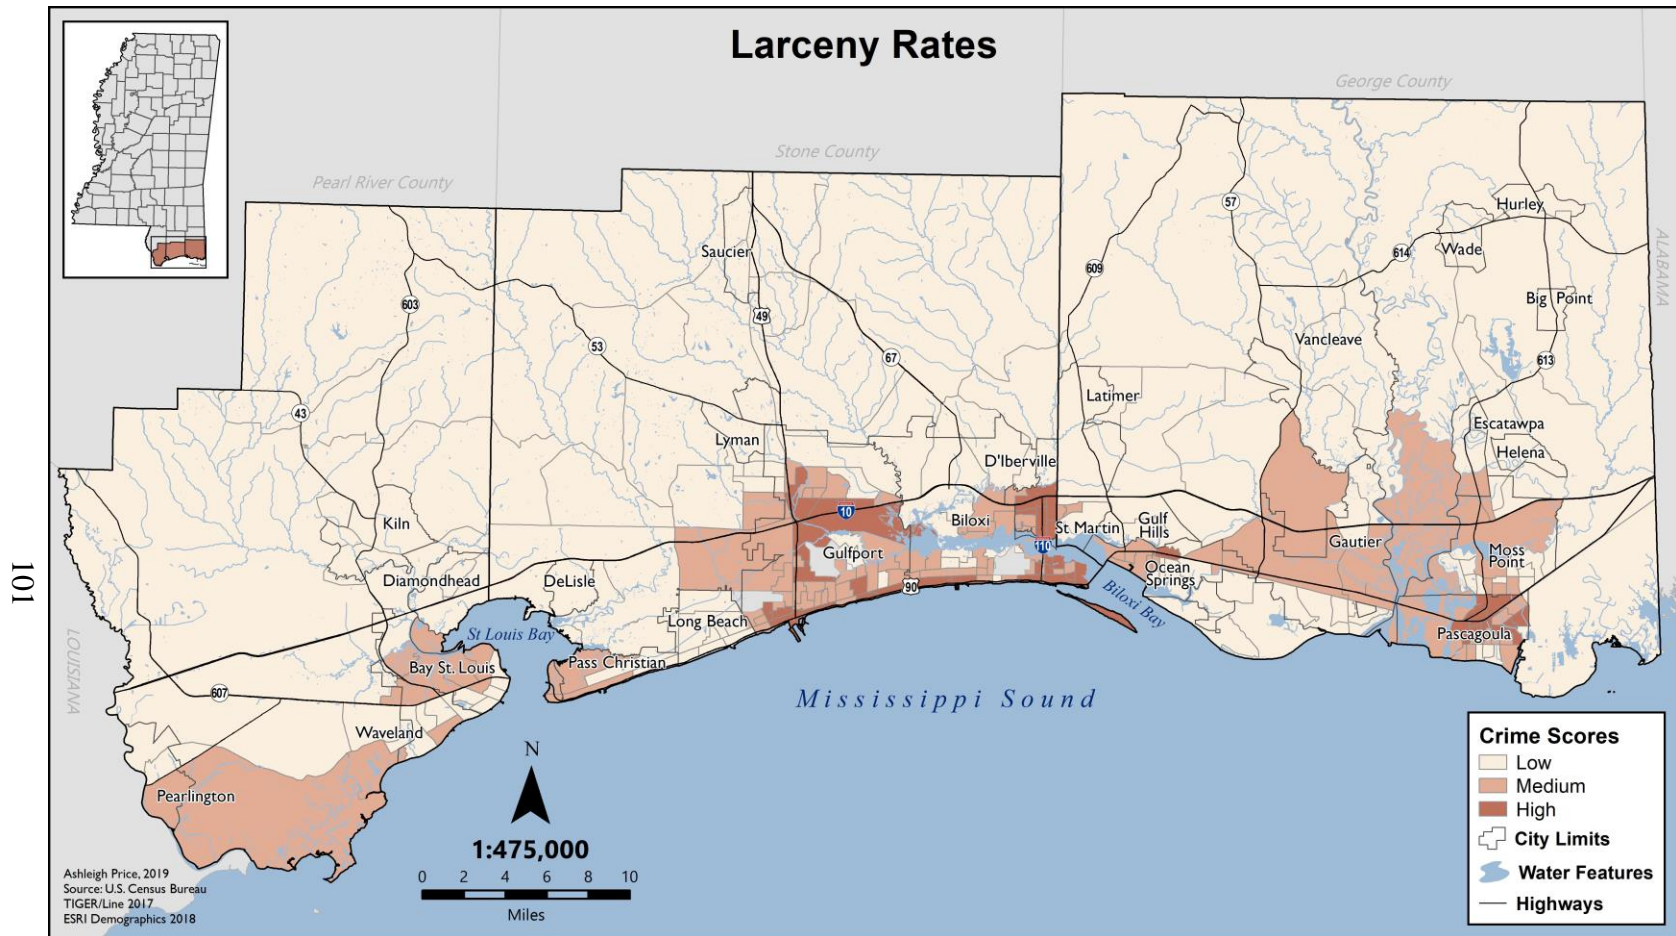 Larceny Rates
George County
Stone County
Pearl River County
ALABAMA
LOUISIANA
101
57
Hurley
614
Wade
Saucier
609
603
49
Big Point
53
67
Vancleave
613
43
Latimer
Lyman
Escatawpa
Helena
D'Iberville
10
Kiln
Biloxi
St Martin
Gulf
Hills
110
Gautier
Moss
Point
Gulfport
Diamondhead
DeLisle
90
Ocean
Springs
Biloxi Bay
Long Beach
St Louis Bay
Pascagoula
Bay St. Louis
Pass Christian
607
Mississippi Sound
Waveland
Pearlington
N
1:475,000
0 2 4 6 8 10
Miles
Crime Scores
Low
Medium
High
City Limits
Water Features
Highways
Ashleigh Price, 2019
Source: U.S. Census Bureau
TIGER/Line 2017
ESRI Demographics 2018